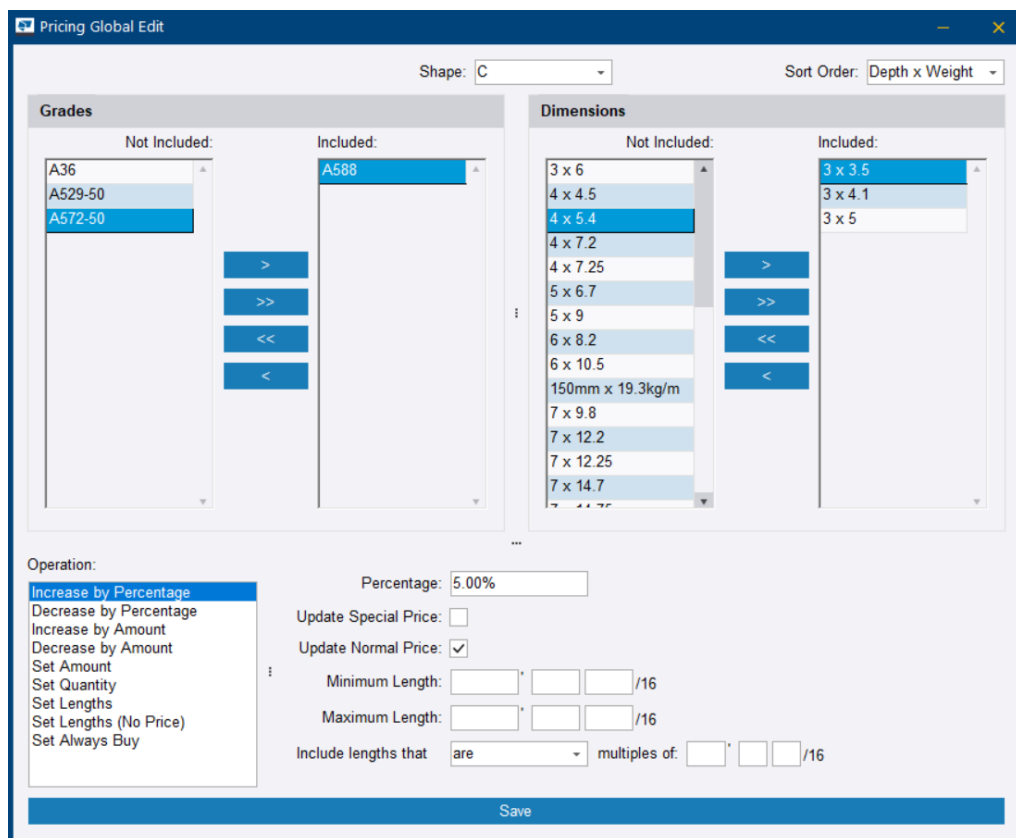 Pricing Global Edit
Shape: C
Sort Order: Depth x Weight
Grades
Not Included:
Included:
A36
A529-50
A572-50
A588
>
>>
<<
<
Dimensions
Not Included:
Included:
3 x 6
4 x 4.5
4 x 5.4
4 x 7.2
4 x 7.25
5 x 6.7
5 x 9
6 x 8.2
6 x 10.5
150mm x 19.3kg/m
7 x 9.8
7 x 12.2
7 x 12.25
7 x 14.7
7 x 14.75
>
>>
<<
<
3 x 3.5
3 x 4.1
3 x 5
Operation:
Increase by Percentage
Decrease by Percentage
Increase by Amount
Decrease by Amount
Set Amount
Set Quantity
Set Lengths
Set Lengths (No Price)
Set Always Buy
Percentage: 5.00%
Update Special Price:
Update Normal Price:
Minimum Length: ' /16
Maximum Length: ' /16
Include lengths that are multiples of: ' /16
Save